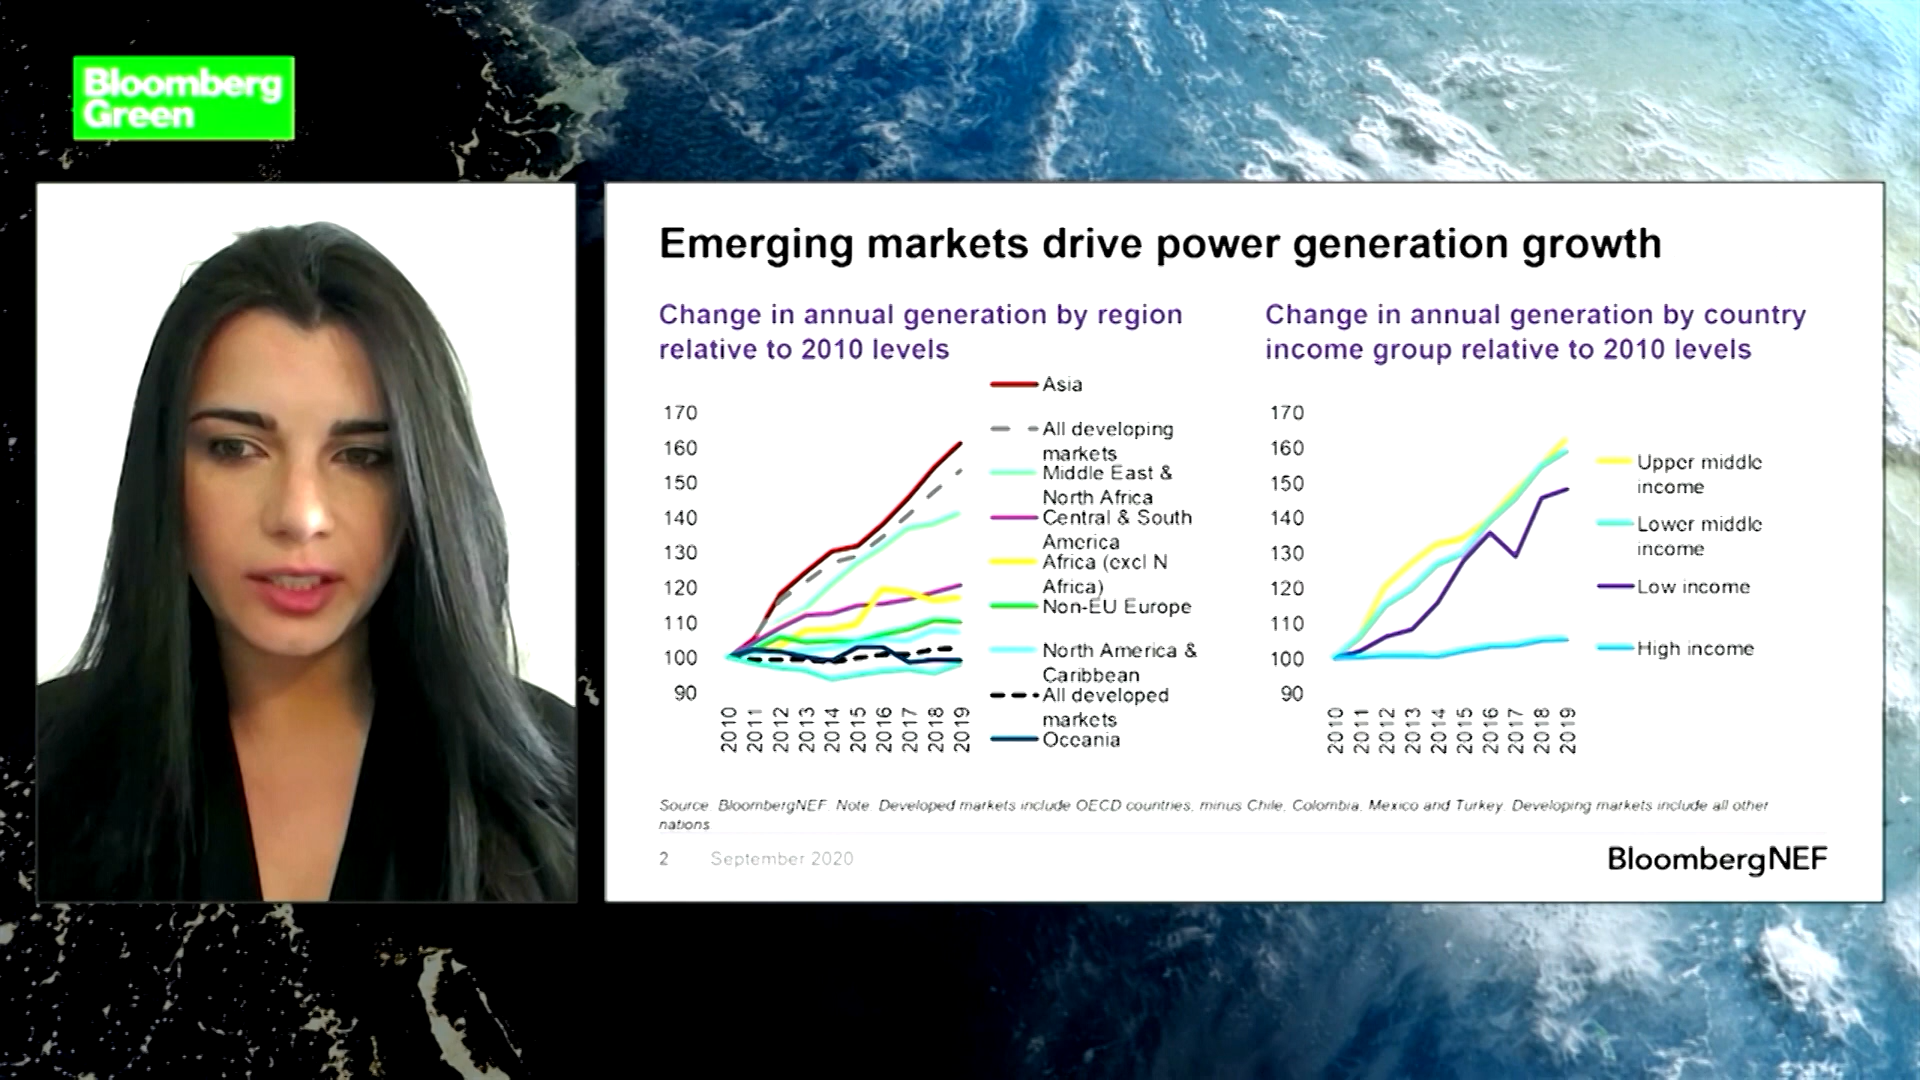 Bloomberg
Green
Emerging markets drive power generation growth
Change in annual generation by region
relative to 2010 levels
170
160
150
140
130
120
110
100
90
2010
2011
2012
2013
2014
2015
2016
2017
2018
2019
Asia
All developing
markets
Middle East &
North Africa
Central & South
America
Africa (excl N
Africa)
Non-EU Europe
North America &
Caribbean
All developed
markets
Oceania
Change in annual generation by country
income group relative to 2010 levels
170
160
150
140
130
120
110
100
90
2010
2011
2012
2013
2014
2015
2016
2017
2018
2019
Upper middle
income
Lower middle
income
Low income
High income
Source: BloombergNEF. Note: Developed markets include OECD countries, minus Chile, Colombia, Mexico and Turkey. Developing markets include all other
nations
2 September 2020
BloombergNEF